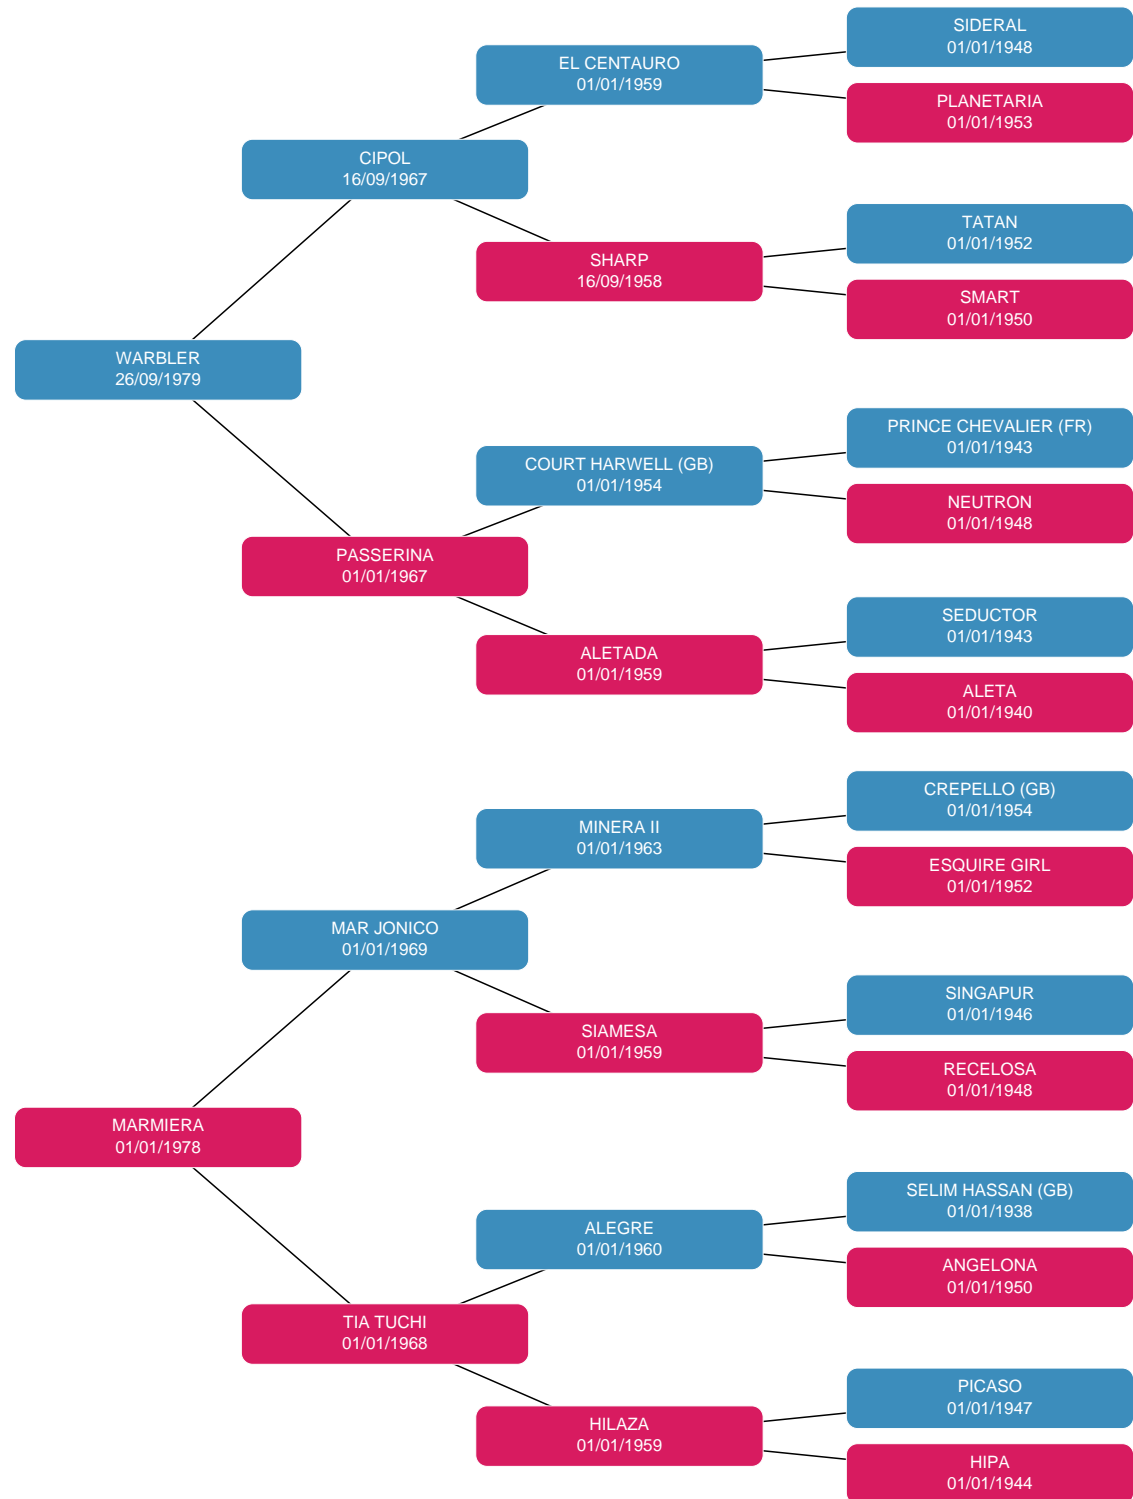 SIDERAL
01/01/1948
EL CENTAURO
01/01/1959
PLANETARIA
01/01/1953
CIPOL
16/09/1967
TATAN
01/01/1952
SHARP
16/09/1958
SMART
01/01/1950
WARBLER
26/09/1979
PRINCE CHEVALIER (FR)
01/01/1943
COURT HARWELL (GB)
01/01/1954
NEUTRON
01/01/1948
PASSERINA
01/01/1967
SEDUCTOR
01/01/1943
ALETADA
01/01/1959
ALETA
01/01/1940
CREPELLO (GB)
01/01/1954
MINERA II
01/01/1963
ESQUIRE GIRL
01/01/1952
MAR JONICO
01/01/1969
SINGAPUR
01/01/1946
SIAMESA
01/01/1959
RECELOSA
01/01/1948
MARMIERA
01/01/1978
SELIM HASSAN (GB)
01/01/1938
ALEGRE
01/01/1960
ANGELONA
01/01/1950
TIA TUCHI
01/01/1968
PICASO
01/01/1947
HILAZA
01/01/1959
HIPA
01/01/1944